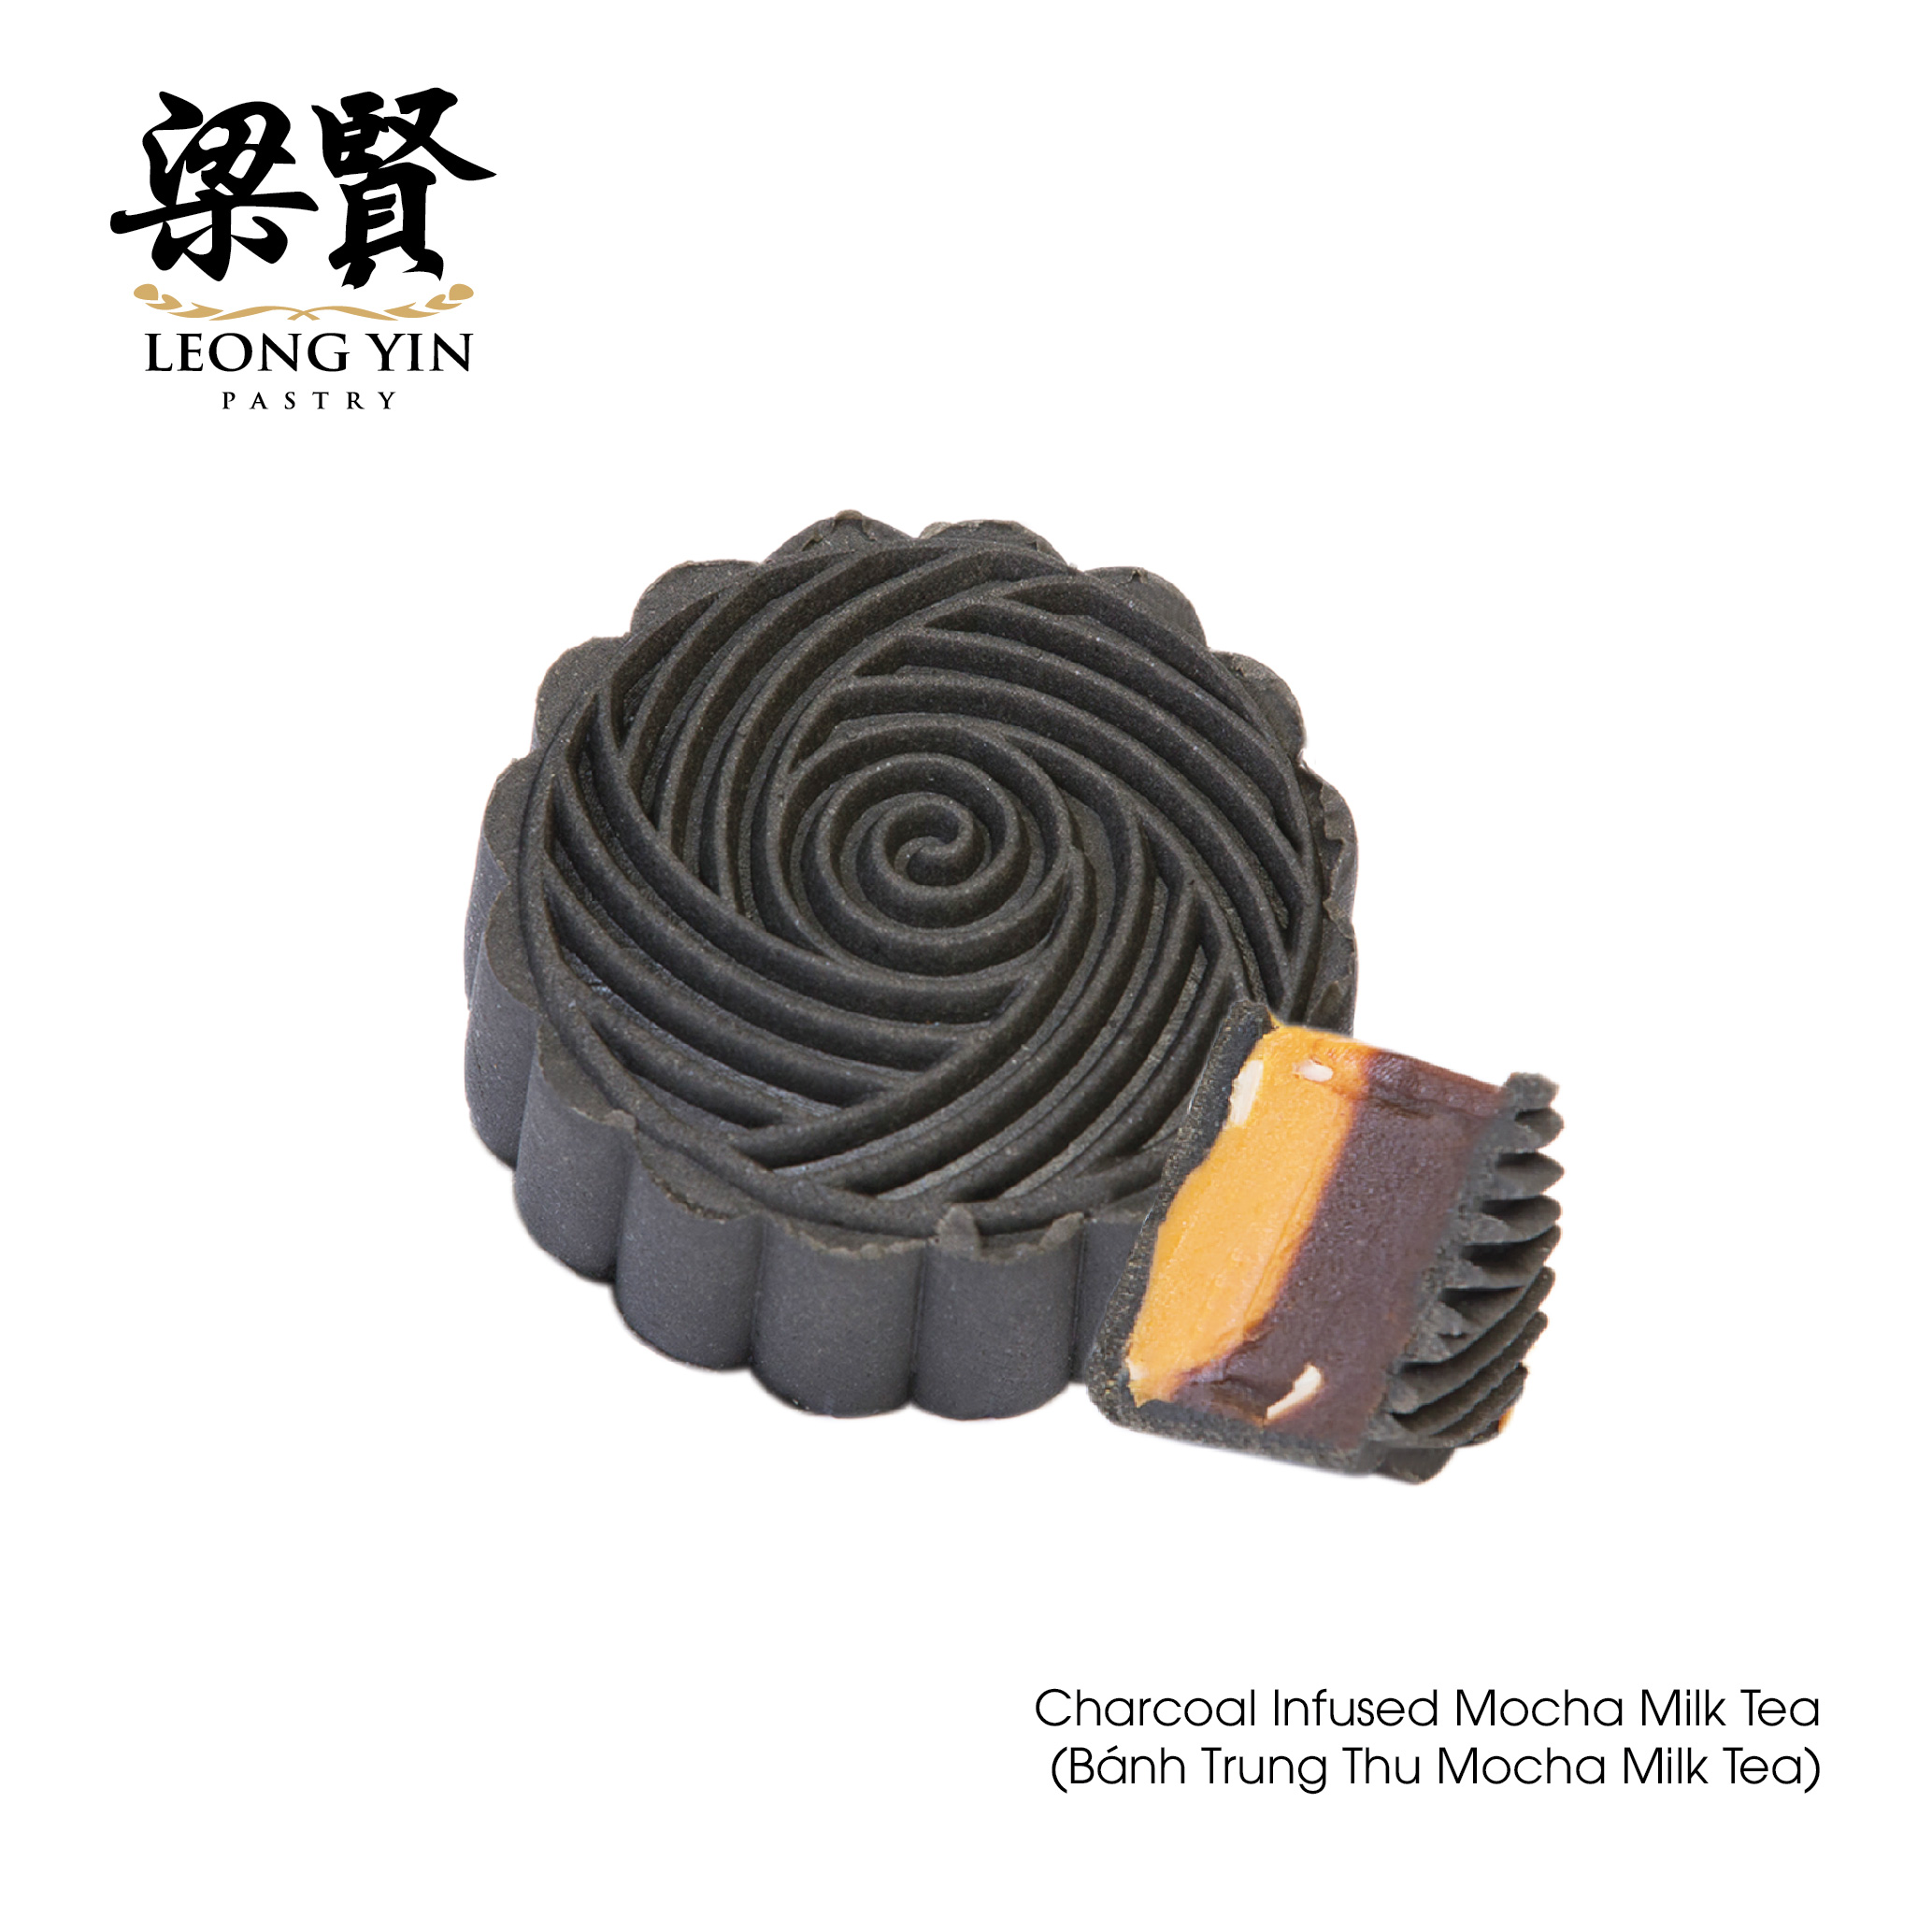 梁賢
LEONG YIN
PASTRY
Charcoal Infused Mocha Milk Tea
(Bánh Trung Thu Mocha Milk Tea)